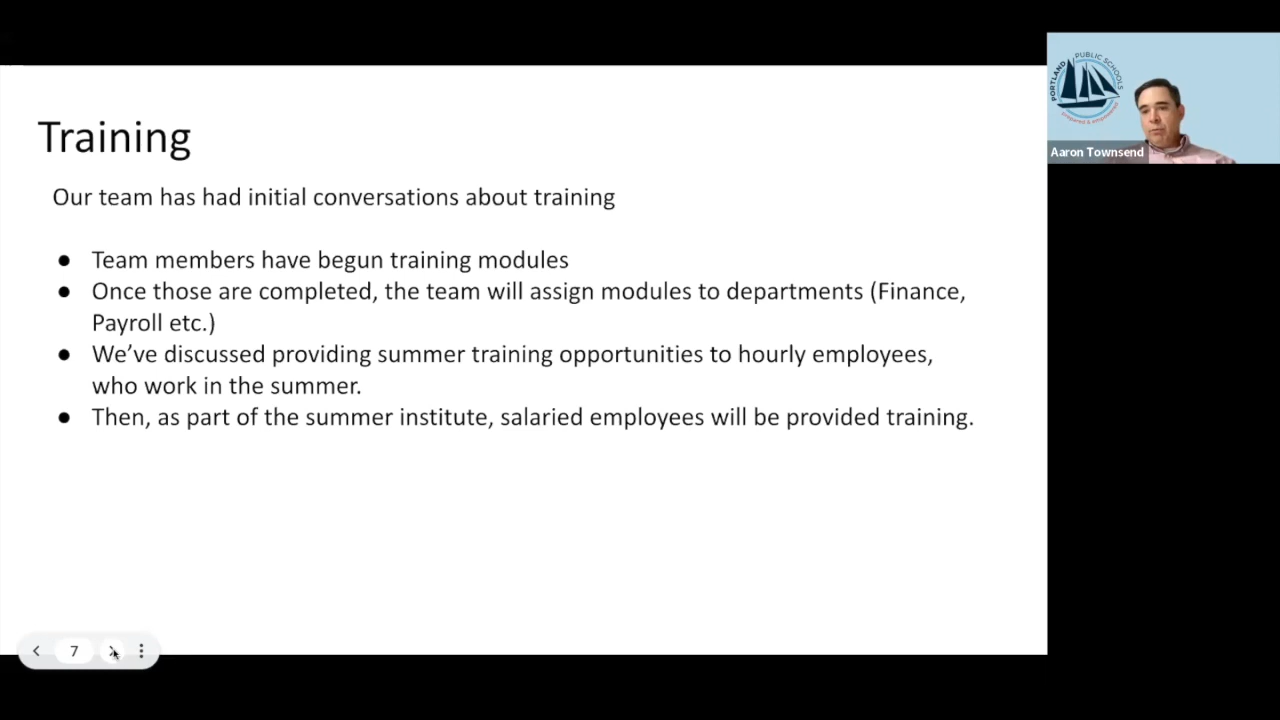 Training
Our team has had initial conversations about training
● Team members have begun training modules
● Once those are completed, the team will assign modules to departments (Finance,
Payroll etc.)
● We’ve discussed providing summer training opportunities to hourly employees,
who work in the summer.
● Then, as part of the summer institute, salaried employees will be provided training.
7
PORTLAND PUBLIC SCHOOLS
prepared & empowered
Aaron Townsend